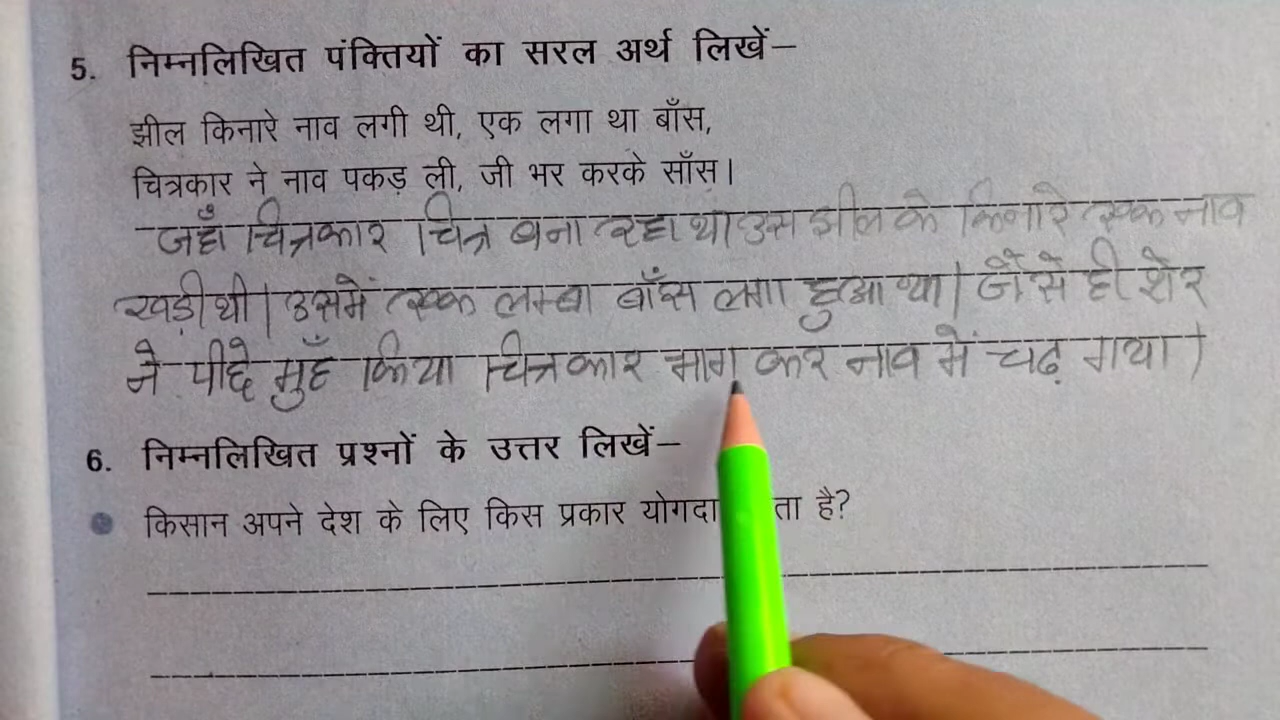 5. निम्नलिखित पंक्तियों का सरल अर्थ लिखें–
झील किनारे नाव लगी थी, एक लगा था बाँस,
चित्रकार ने नाव पकड़ ली, जी भर करके साँस।
जहाँ चित्रकार चित्र बना रहा था उस झील के किनारे एक नाव
खड़ी थी। उसमें एक लम्बा बाँस लगा हुआ था। जैसे ही शेर
ने पीछे मुहँ किया चित्रकार भाग कर नाव में चढ़ गया।
6. निम्नलिखित प्रश्नों के उत्तर लिखें–
किसान अपने देश के लिए किस प्रकार योगदा ता है?